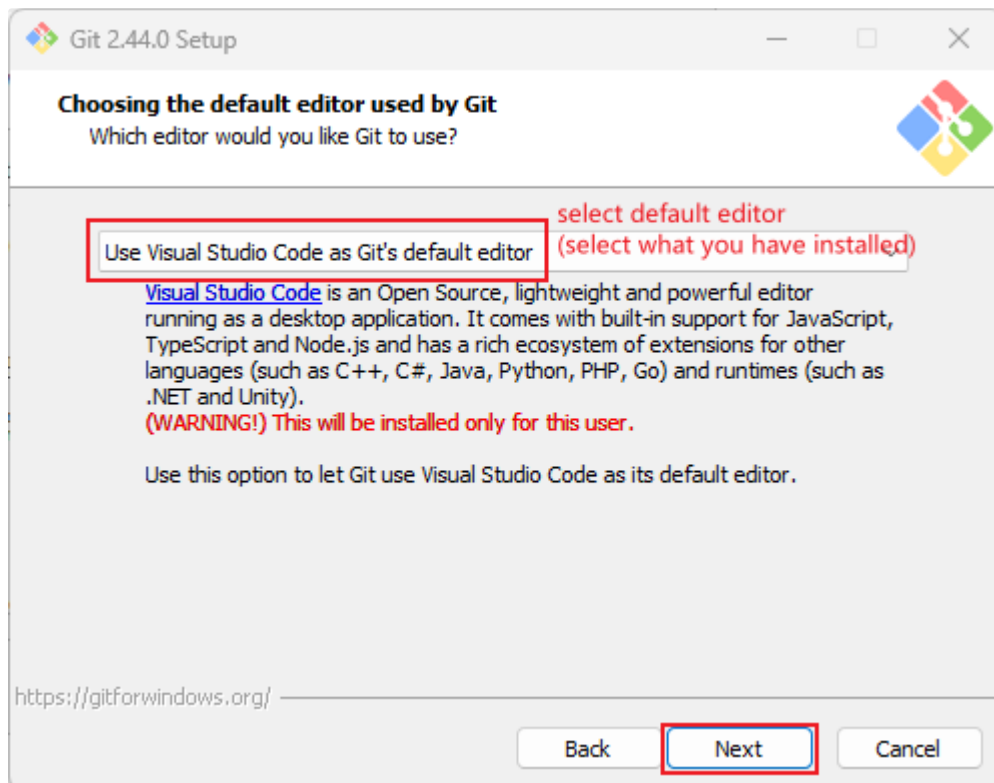 Git 2.44.0 Setup
Choosing the default editor used by Git
Which editor would you like Git to use?
select default editor
(select what you have installed)
Use Visual Studio Code as Git's default editor
Visual Studio Code is an Open Source, lightweight and powerful editor
running as a desktop application. It comes with built-in support for JavaScript,
TypeScript and Node.js and has a rich ecosystem of extensions for other
languages (such as C++, C#, Java, Python, PHP, Go) and runtimes (such as
.NET and Unity).
(WARNING!) This will be installed only for this user.
Use this option to let Git use Visual Studio Code as its default editor.
https://gitforwindows.org/
Back Next Cancel